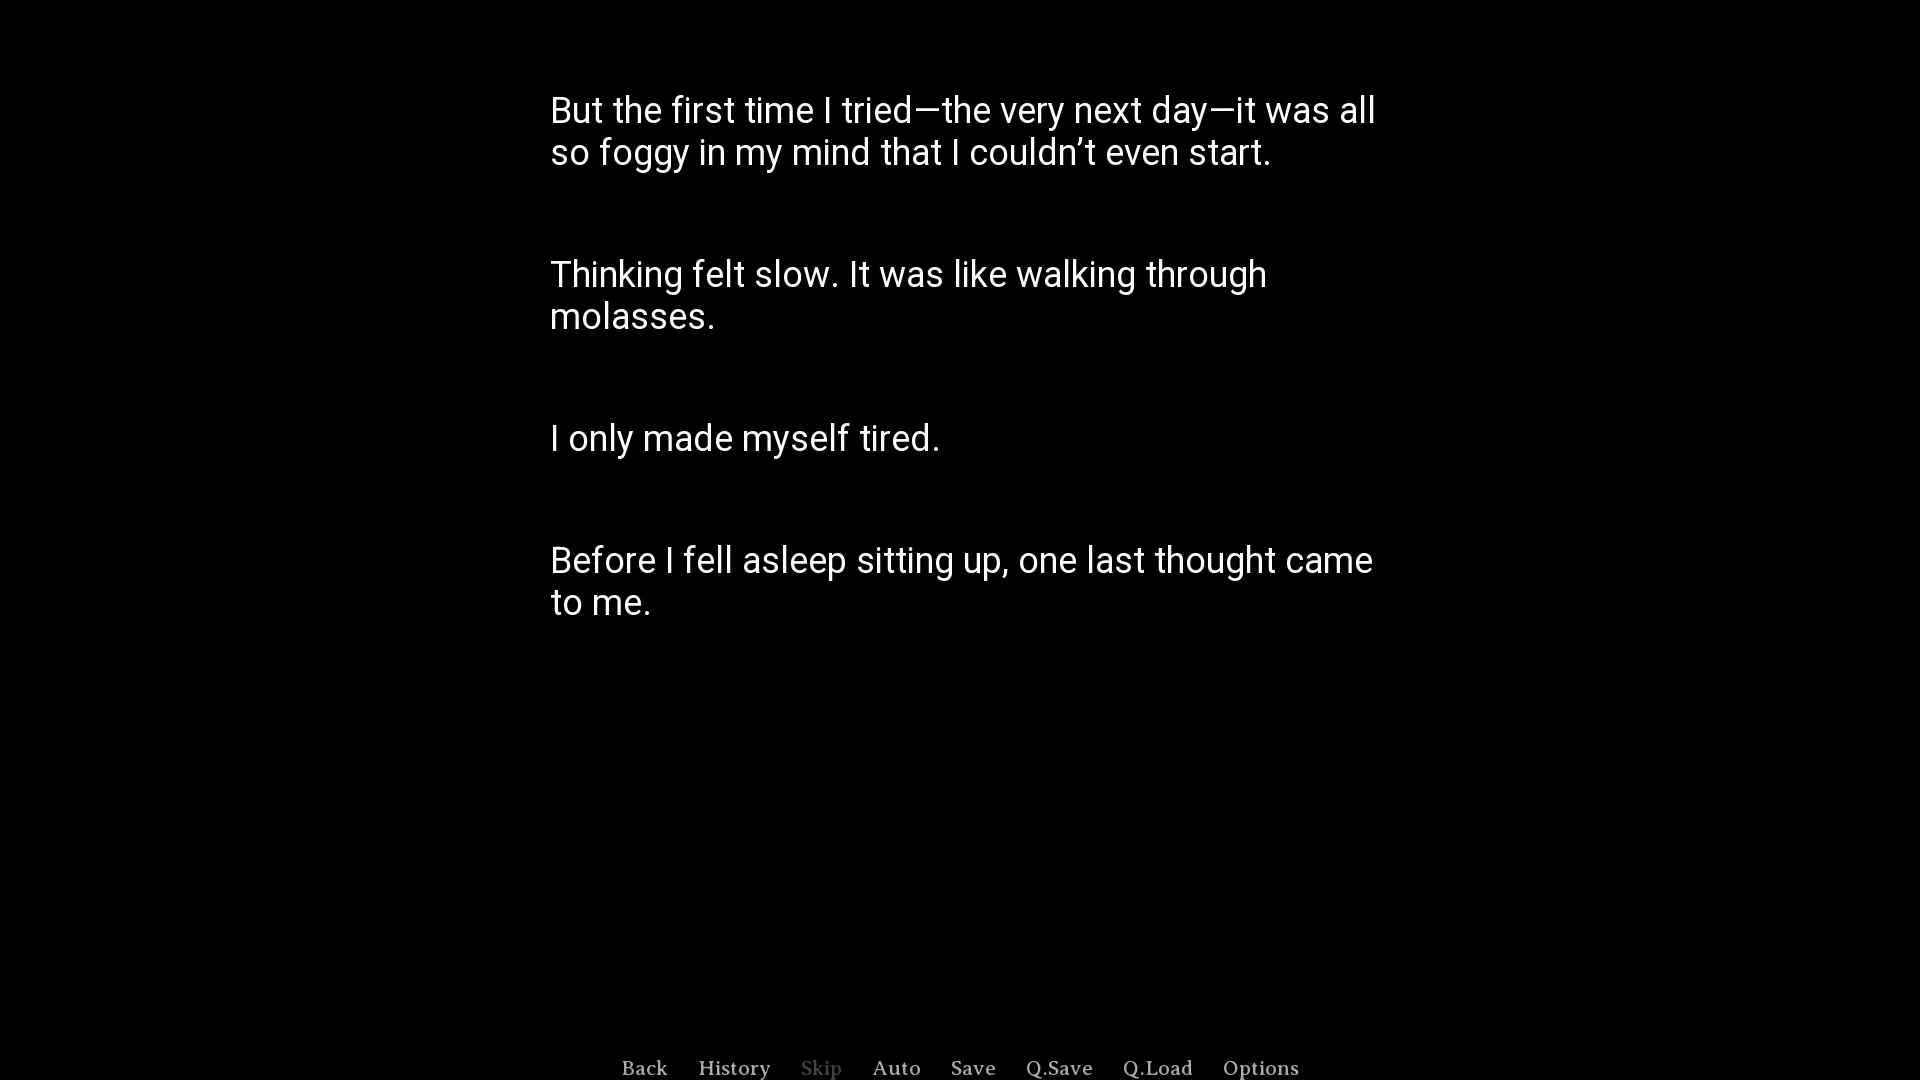 But the first time I tried—the very next day—it was all
so foggy in my mind that I couldn’t even start.
Thinking felt slow. It was like walking through
molasses.
I only made myself tired.
Before I fell asleep sitting up, one last thought came
to me.
Back History Skip Auto Save Q.Save Q.Load Options